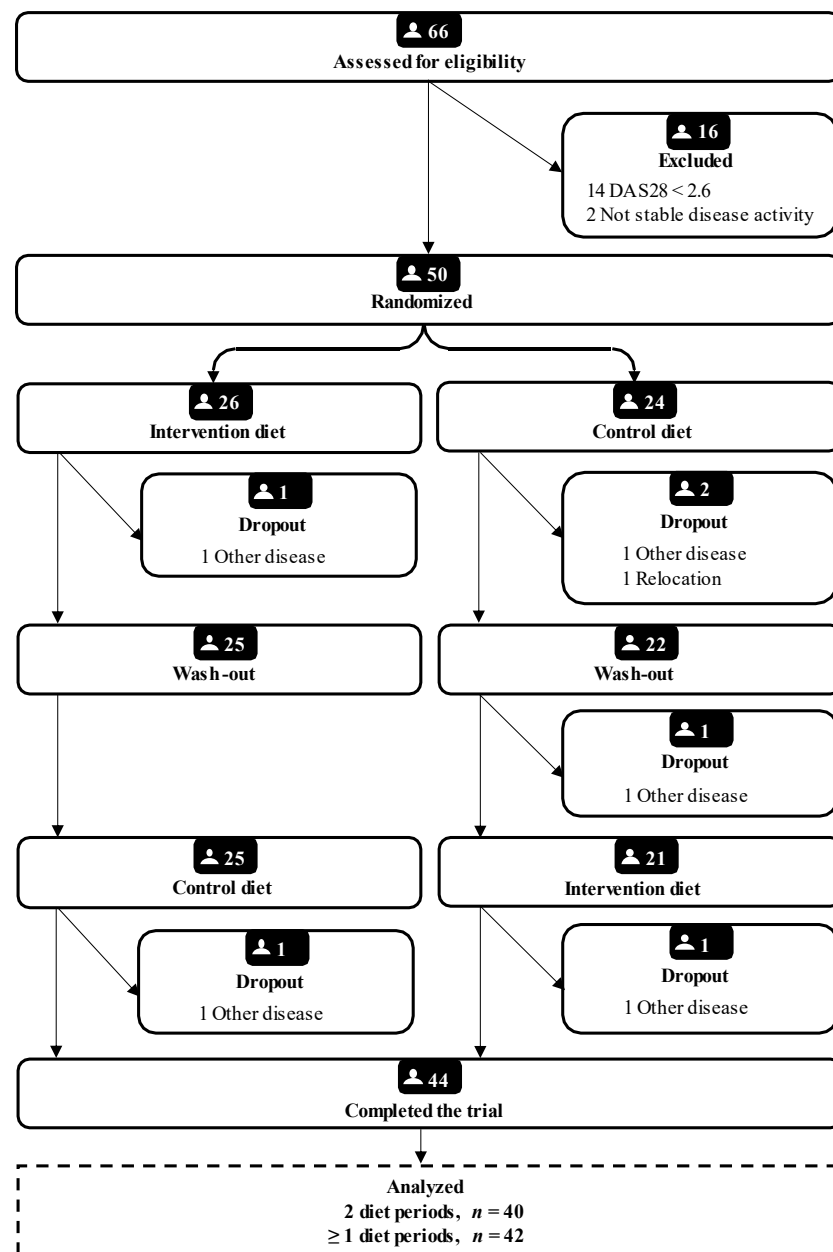 66
Assessed for eligibility
16
Excluded
14 DAS28 < 2.6
2 Not stable disease activity
50
Randomized
26
Intervention diet
24
Control diet
1
Dropout
1 Other disease
2
Dropout
1 Other disease
1 Relocation
25
Wash-out
22
Wash-out
1
Dropout
1 Other disease
25
Control diet
21
Intervention diet
1
Dropout
1 Other disease
1
Dropout
1 Other disease
44
Completed the trial
Analyzed
2 diet periods, n = 40
≥ 1 diet periods, n = 42